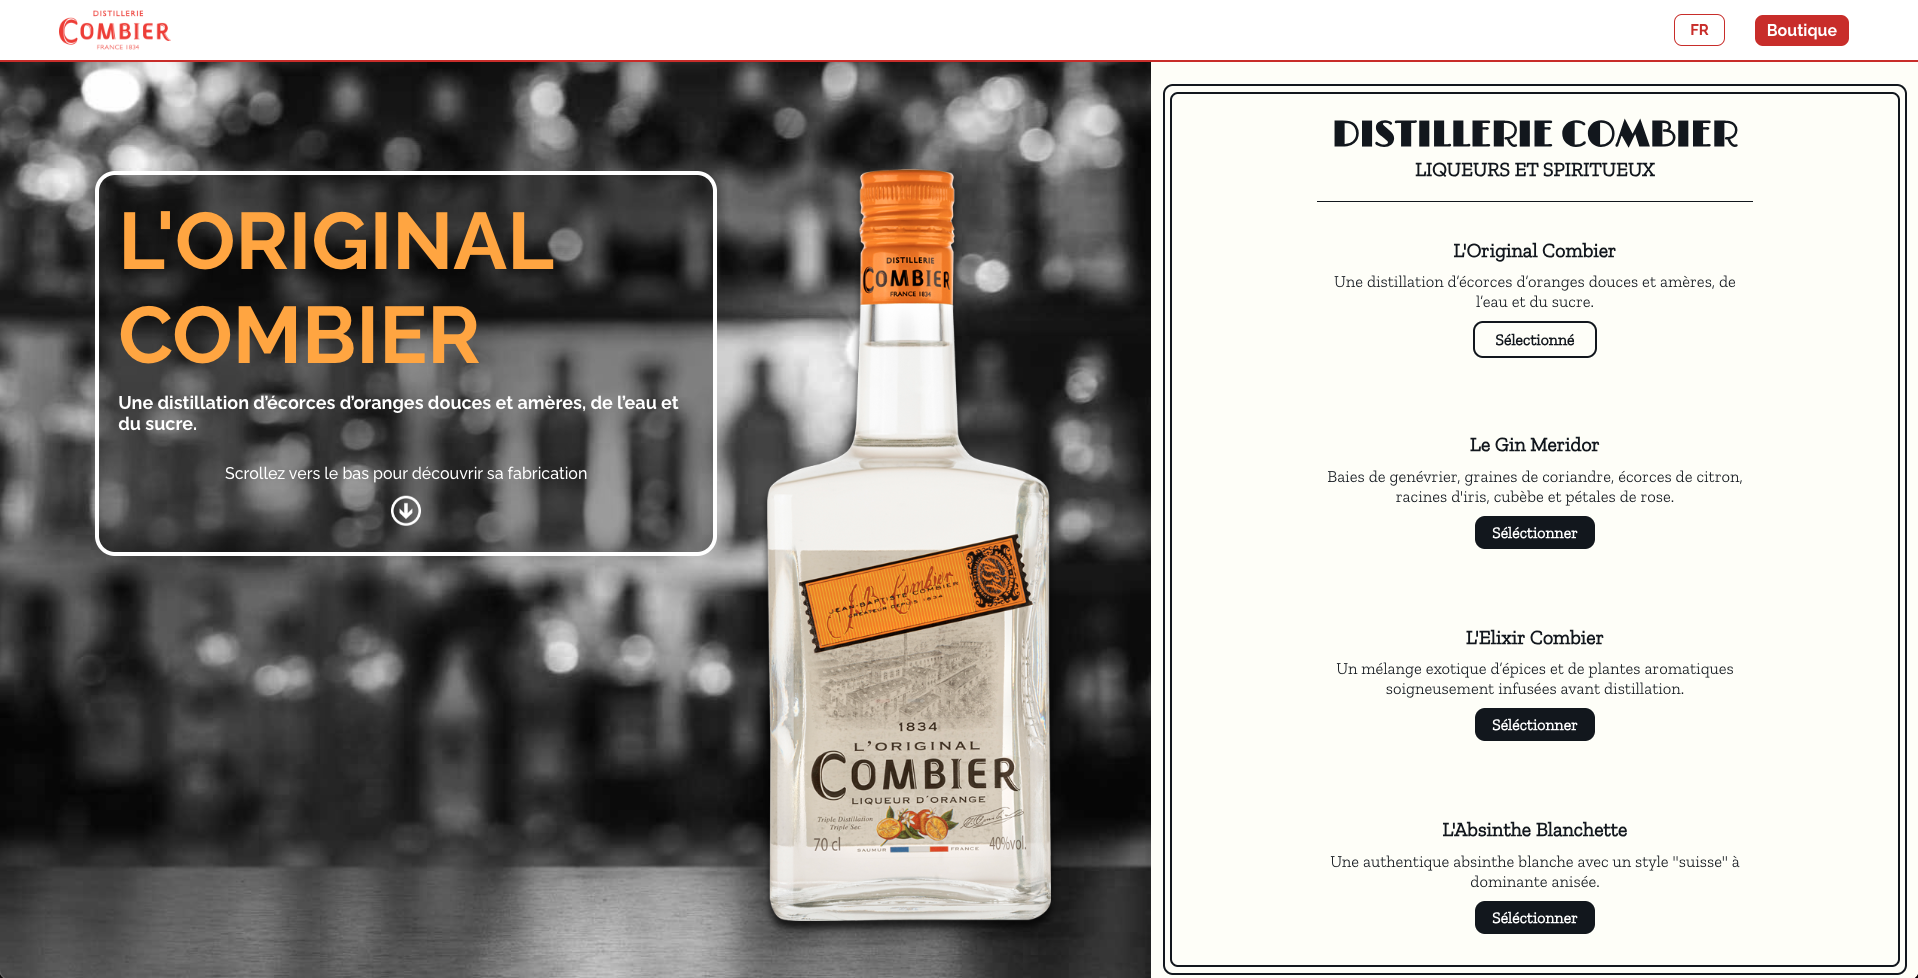 DISTILLERIE
COMBIER
FRANCE 1834
FR
Boutique
L'ORIGINAL
COMBIER
Une distillation d’écorces d’oranges douces et amères, de l’eau et
du sucre.
Scrollez vers le bas pour découvrir sa fabrication
DISTILLERIE
COMBIER
FRANCE 1834
J.B. Combier
JEAN-BAPTISTE COMBIER
CRÉATEUR DEPUIS 1834
1834
L'ORIGINAL
COMBIER
LIQUEUR D'ORANGE
Triple Distillation
Triple Sec
70 cl
SAUMUR
FRANCE
40%vol.
DISTILLERIE COMBIER
LIQUEURS ET SPIRITUEUX
L'Original Combier
Une distillation d’écorces d’oranges douces et amères, de
l’eau et du sucre.
Sélectionné
Le Gin Meridor
Baies de genévrier, graines de coriandre, écorces de citron,
racines d'iris, cubèbe et pétales de rose.
Séléctionner
L'Elixir Combier
Un mélange exotique d’épices et de plantes aromatiques
soigneusement infusées avant distillation.
Séléctionner
L'Absinthe Blanchette
Une authentique absinthe blanche avec un style "suisse" à
dominante anisée.
Séléctionner